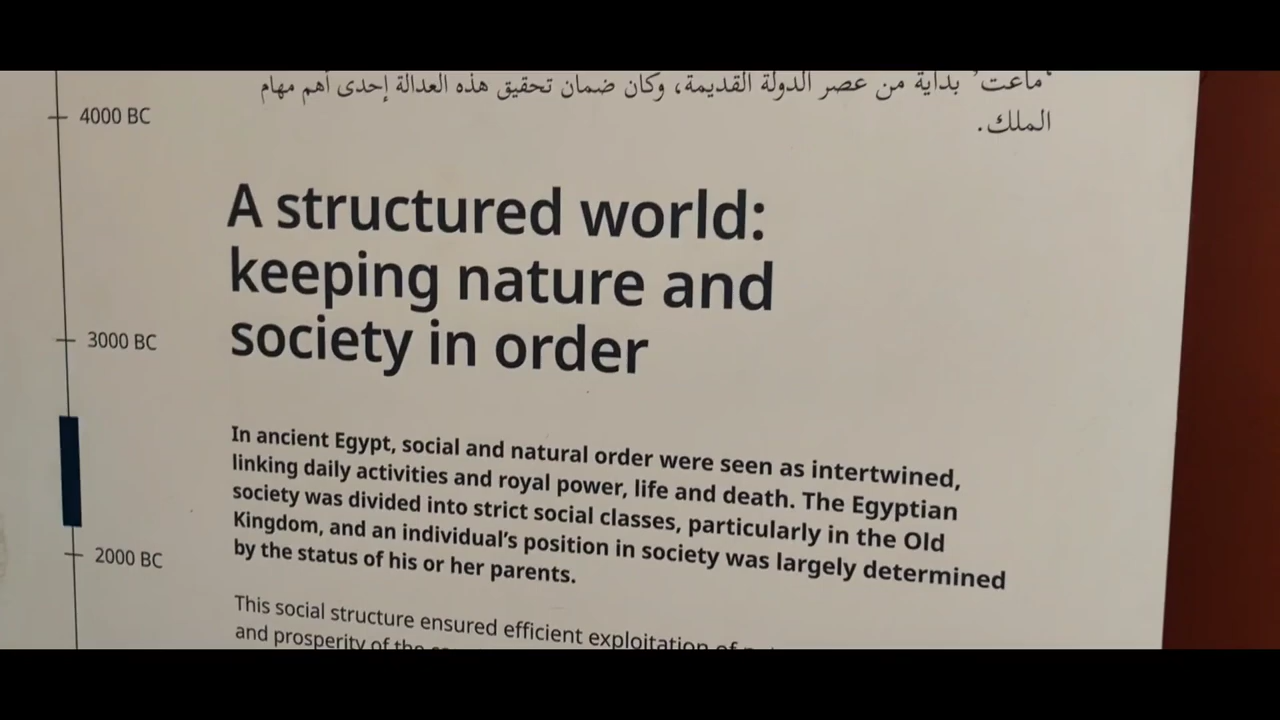 ’ماعت‘ بداية من عصر الدولة القديمة، وكان ضمان تحقيق هذه العدالة إحدى أهم مهام
الملك.
4000 BC
A structured world:
keeping nature and
society in order
3000 BC
In ancient Egypt, social and natural order were seen as intertwined,
linking daily activities and royal power, life and death. The Egyptian
society was divided into strict social classes, particularly in the Old
Kingdom, and an individual’s position in society was largely determined
by the status of his or her parents.
2000 BC
This social structure ensured efficient exploitation of
and prosperity of the